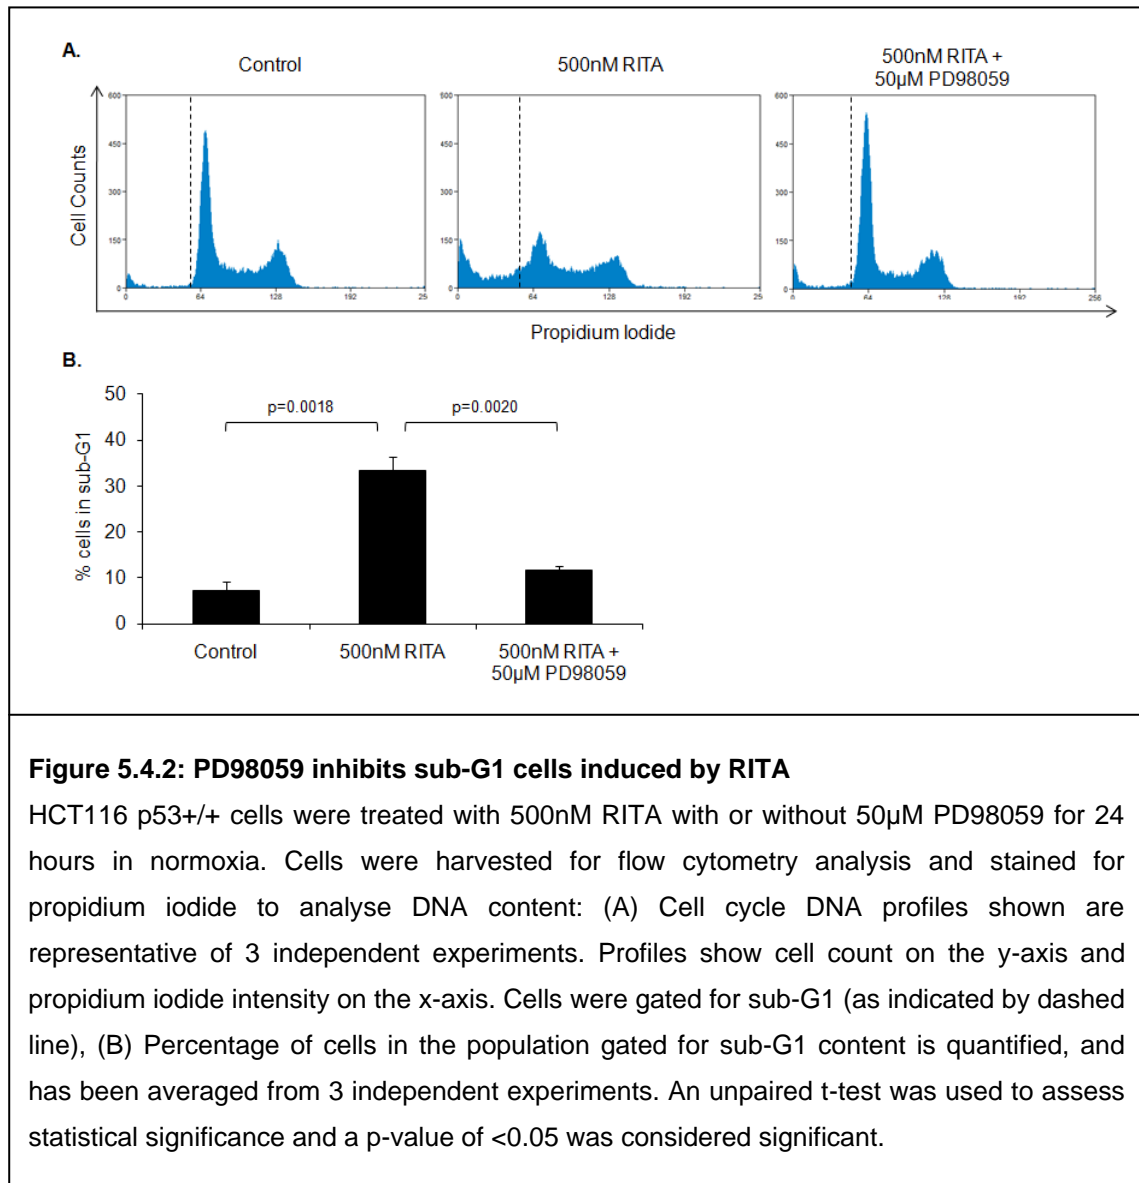 A.
Control
500nM RITA
500nM RITA +
50µM PD98059
Cell Counts
600
450
300
150
0
0
64
128
192
25
600
450
300
150
0
0
64
128
192
25
600
450
300
150
0
0
64
128
192
256
Propidium Iodide
B.
% cells in sub-G1
50
40
30
20
10
0
p=0.0018
p=0.0020
Control
500nM RITA
500nM RITA +
50µM PD98059
Figure 5.4.2: PD98059 inhibits sub-G1 cells induced by RITA
HCT116 p53+/+ cells were treated with 500nM RITA with or without 50µM PD98059 for 24
hours in normoxia. Cells were harvested for flow cytometry analysis and stained for
propidium iodide to analyse DNA content: (A) Cell cycle DNA profiles shown are
representative of 3 independent experiments. Profiles show cell count on the y-axis and
propidium iodide intensity on the x-axis. Cells were gated for sub-G1 (as indicated by dashed
line), (B) Percentage of cells in the population gated for sub-G1 content is quantified, and
has been averaged from 3 independent experiments. An unpaired t-test was used to assess
statistical significance and a p-value of <0.05 was considered significant.